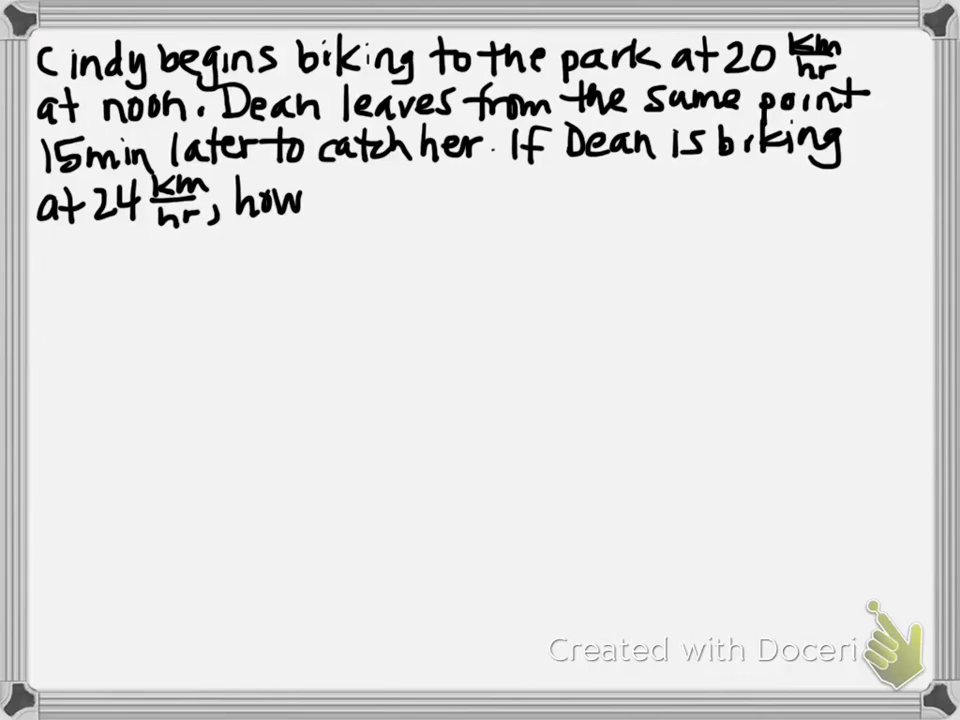 Cindy begins biking to the park at 20 km/hr
at noon. Dean leaves from the same point
15min later to catch her. If Dean is biking
at 24 km/hr, how
Created with Doceri